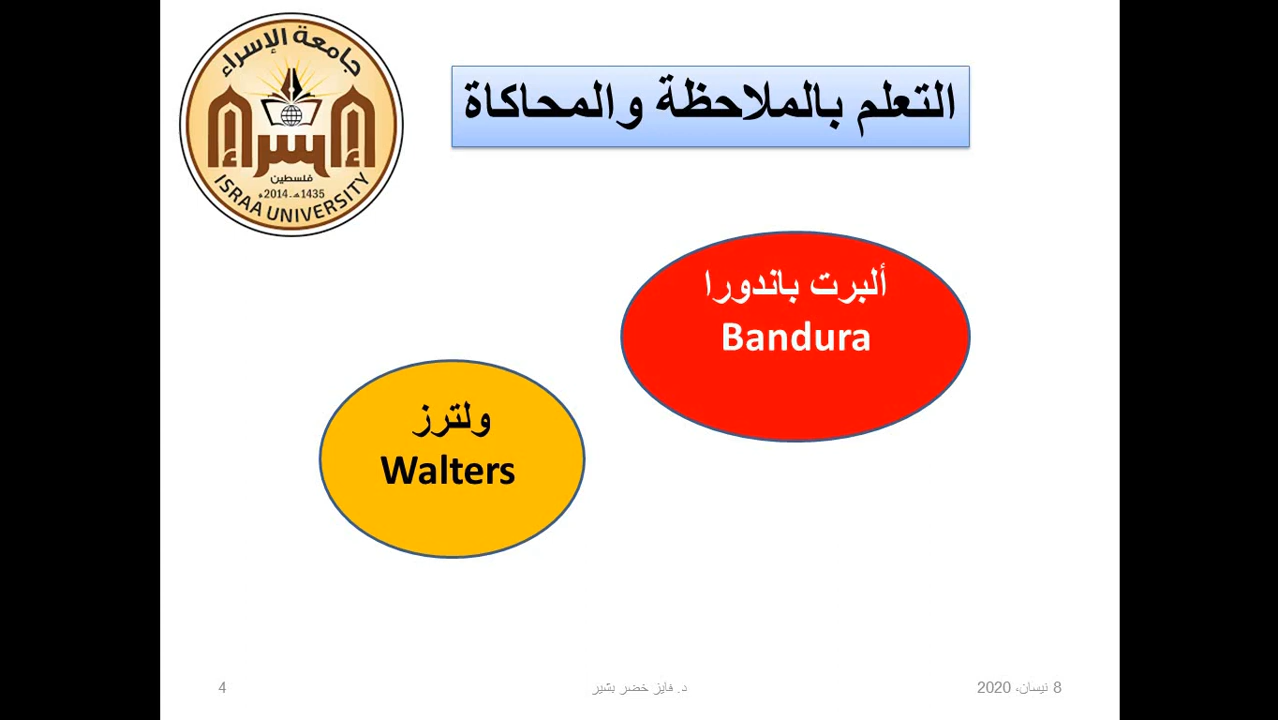 جامعة الإسراء
إسراء
فلسطين
1435هـ-2014م
ISRAA UNIVERSITY
التعلم بالملاحظة والمحاكاة
ألبرت باندورا
Bandura
ولترز
Walters
8 نيسان، 2020
د. فايز خضر بشير
4